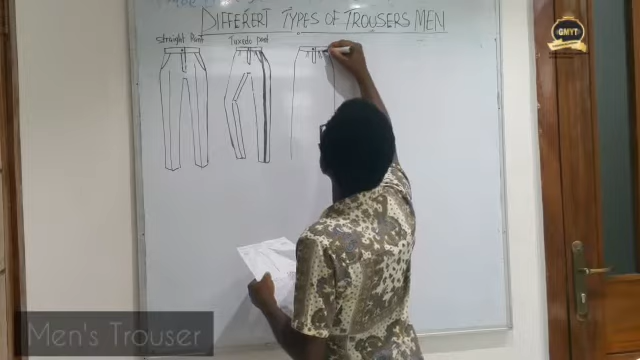 DIFFERENT TYPES OF TROUSERS MEN
Straight Pant
Tuxedo pant
GMYT
Men's Trouser